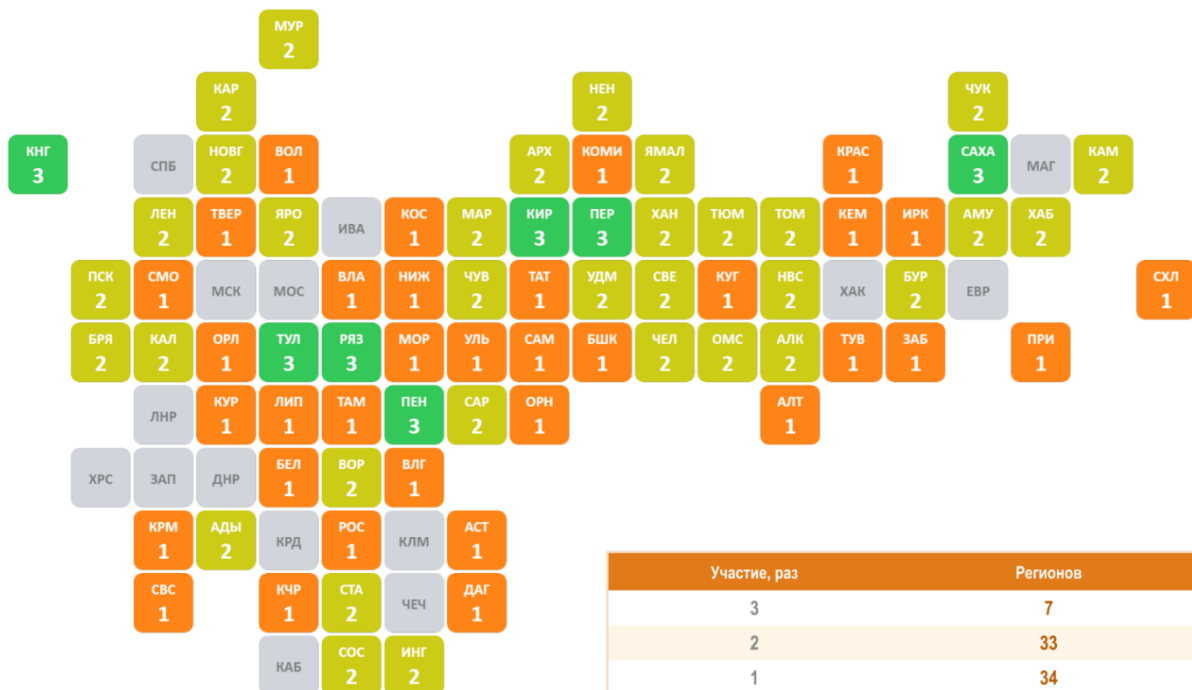 МУР
2
КАР НЕН ЧУК
2 2 2
КНГ СПБ НОВГ ВОЛ АРХ КОМИ ЯМАЛ КРАС САХА МАГ КАМ
3 2 1 2 1 2 1 3 2
ЛЕН ТВЕР ЯРО ИВА КОС МАР КИР ПЕР ХАН ТЮМ ТОМ КЕМ ИРК АМУ ХАБ
2 1 2 1 2 3 3 2 2 2 1 1 2 2
ПСК СМО МСК МОС ВЛА НИЖ ЧУВ ТАТ УДМ СВЕ КУГ НВС ХАК БУР ЕВР СХЛ
2 1 1 1 2 1 2 2 1 2 2 1
БРЯ КАЛ ОРЛ ТУЛ РЯЗ МОР УЛЬ САМ БШК ЧЕЛ ОМС АЛК ТУВ ЗАБ ПРИ
2 2 1 3 3 1 1 1 1 2 2 2 1 1 1
ЛНР КУР ЛИП ТАМ ПЕН САР ОРН АЛТ
1 1 1 3 2 1 1
ХРС ЗАП ДНР БЕЛ ВОР ВЛГ
1 2 1
КРМ АДЫ КРД РОС КЛМ АСТ
1 2 1 1
СВС КЧР СТА ЧЕЧ ДАГ
1 1 2 1
КАБ СОС ИНГ
2 2
Участие, раз Регионов
3 7
2 33
1 34